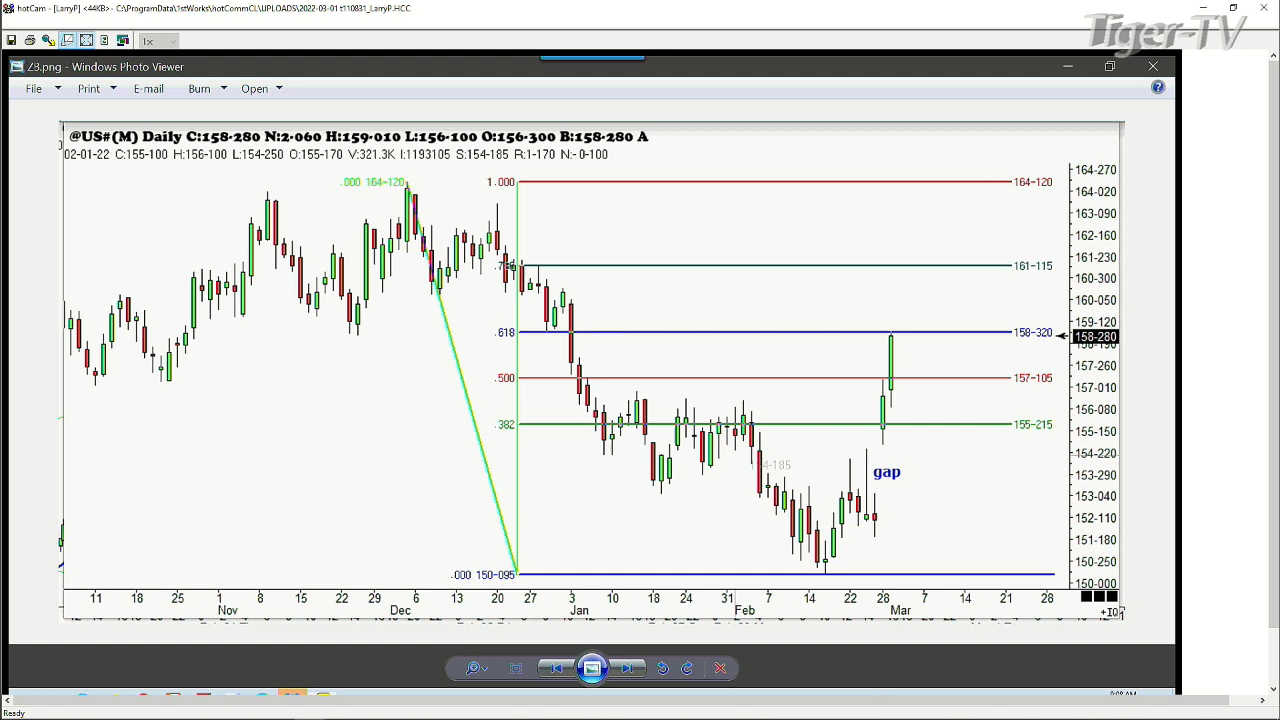 hotCam - [LarryP] <44KB> - C:\ProgramData\1stWorks\hotCommCL\UPLOADS\2022-03-01 t110831_LarryP.HCC
Tiger-TV
1x
ZB.png - Windows Photo Viewer
File Print E-mail Burn Open
@US#(M) Daily C:158-280 N:2-060 H:159-010 L:156-100 O:156-300 B:158-280 A
02-01-22 C:155-100 H:156-100 L:154-250 O:155-170 V:321.3K I:1193105 S:154-185 R:1-170 N:- 0-100
164-270
.000 164-120 1.000 164-120
164-020
163-090
162-160
161-230
161-115
160-300
160-050
159-120
.618 158-320
158-280
158-190
157-260
.500 157-105
157-010
156-080
.382 155-215
155-150
154-220
gap
153-290
153-040
152-110
151-180
150-250
.000 150-095
150-000
11 18 25 1 8 15 22 29 6 13 20 27 3 10 18 24 31 7 14 22 28 7 14 21 28
Nov Dec Jan Feb Mar
+IQ
Ready